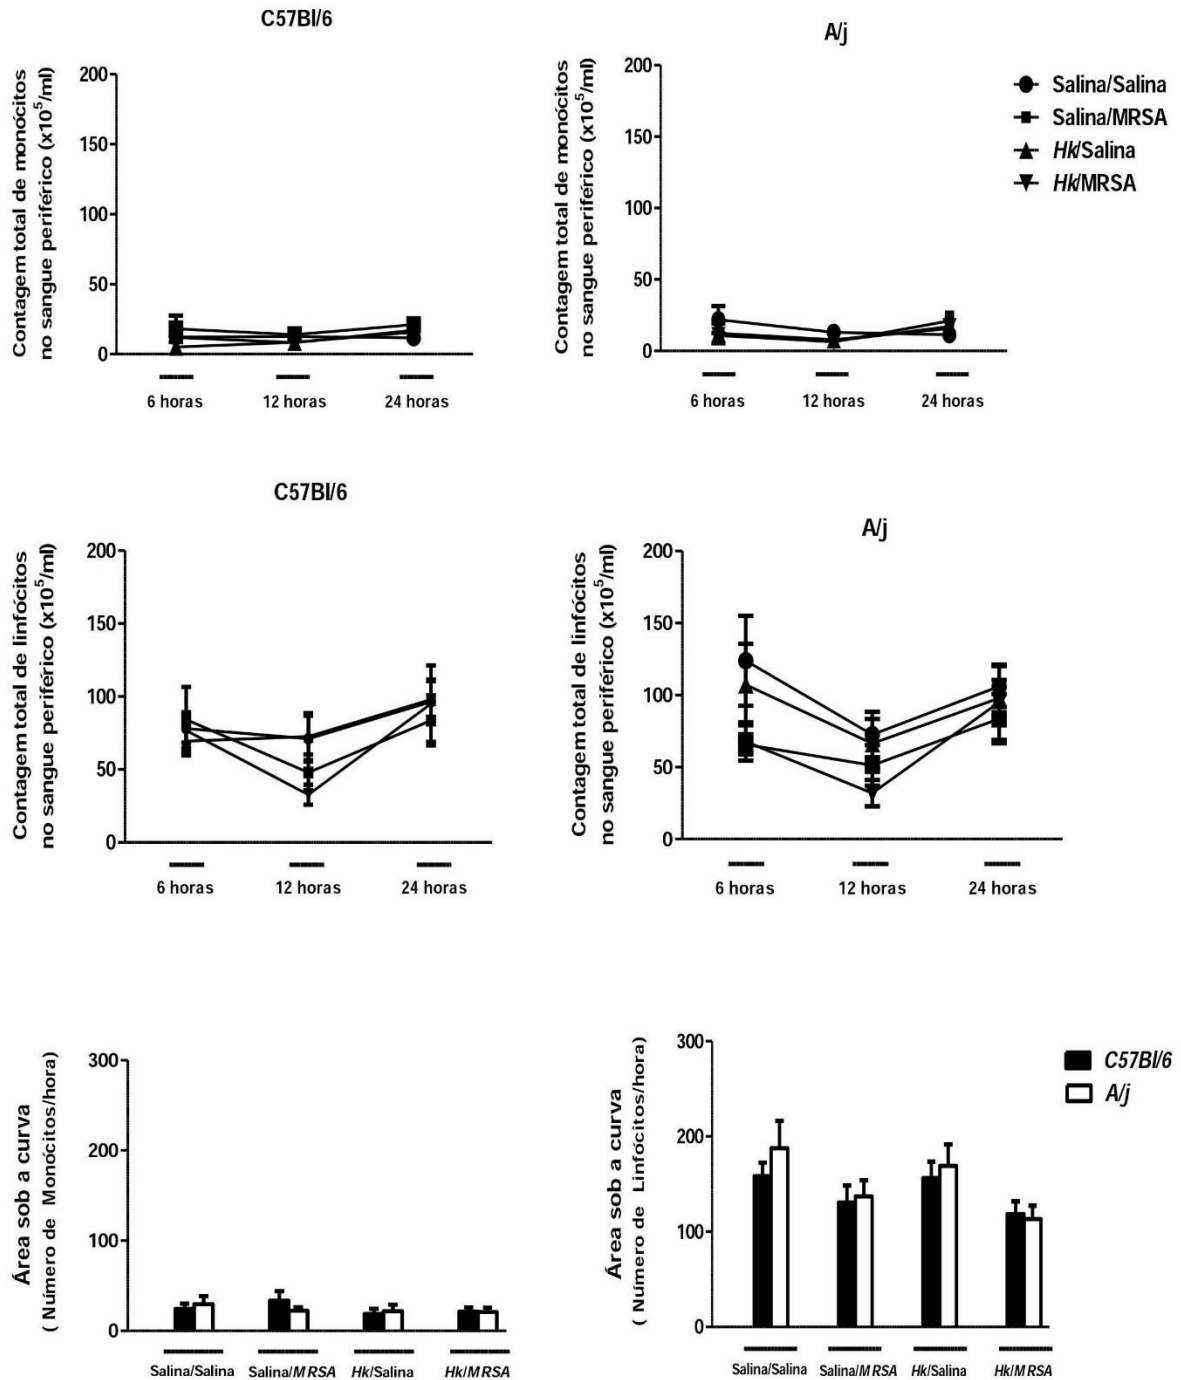 C57Bl/6
Contagem total de monócitos
no sangue periférico (x10⁵/ml)
200
150
100
50
0
6 horas
12 horas
24 horas
A/j
Contagem total de monócitos
no sangue periférico (x10⁵/ml)
200
150
100
50
0
6 horas
12 horas
24 horas
Salina/Salina
Salina/MRSA
Hk/Salina
Hk/MRSA
C57Bl/6
Contagem total de linfócitos
no sangue periférico (x10⁵/ml)
200
150
100
50
0
6 horas
12 horas
24 horas
A/j
Contagem total de linfócitos
no sangue periférico (x10⁵/ml)
200
150
100
50
0
6 horas
12 horas
24 horas
Área sob a curva
( Número de Monócitos/hora)
300
200
100
0
Salina/Salina
Salina/MRSA
Hk/Salina
Hk/MRSA
Área sob a curva
( Número de Linfócitos/hora)
300
200
100
0
Salina/Salina
Salina/MRSA
Hk/Salina
Hk/MRSA
C57Bl/6
A/j